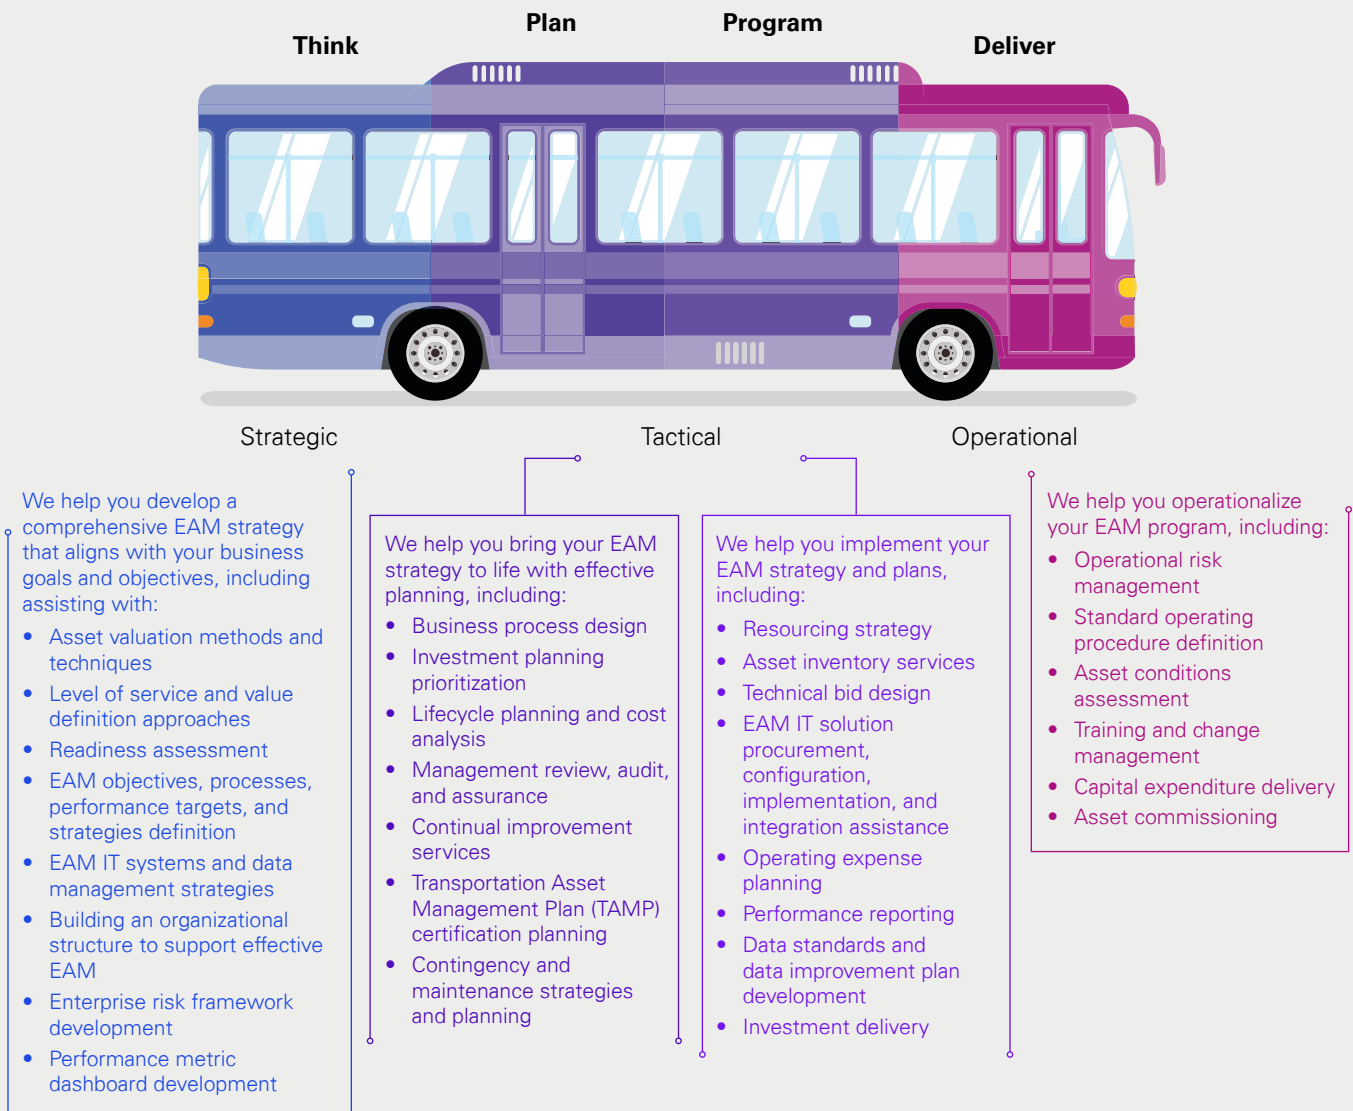 Think
Plan
Program
Deliver
Strategic
Tactical
Operational
We help you develop a
comprehensive EAM strategy
that aligns with your business
goals and objectives, including
assisting with:
• Asset valuation methods and
techniques
• Level of service and value
definition approaches
• Readiness assessment
• EAM objectives, processes,
performance targets, and
strategies definition
• EAM IT systems and data
management strategies
• Building an organizational
structure to support effective
EAM
• Enterprise risk framework
development
• Performance metric
dashboard development
We help you bring your EAM
strategy to life with effective
planning, including:
• Business process design
• Investment planning
prioritization
• Lifecycle planning and cost
analysis
• Management review, audit,
and assurance
• Continual improvement
services
• Transportation Asset
Management Plan (TAMP)
certification planning
• Contingency and
maintenance strategies
and planning
We help you implement your
EAM strategy and plans,
including:
• Resourcing strategy
• Asset inventory services
• Technical bid design
• EAM IT solution
procurement,
configuration,
implementation, and
integration assistance
• Operating expense
planning
• Performance reporting
• Data standards and
data improvement plan
development
• Investment delivery
We help you operationalize
your EAM program, including:
• Operational risk
management
• Standard operating
procedure definition
• Asset conditions
assessment
• Training and change
management
• Capital expenditure delivery
• Asset commissioning